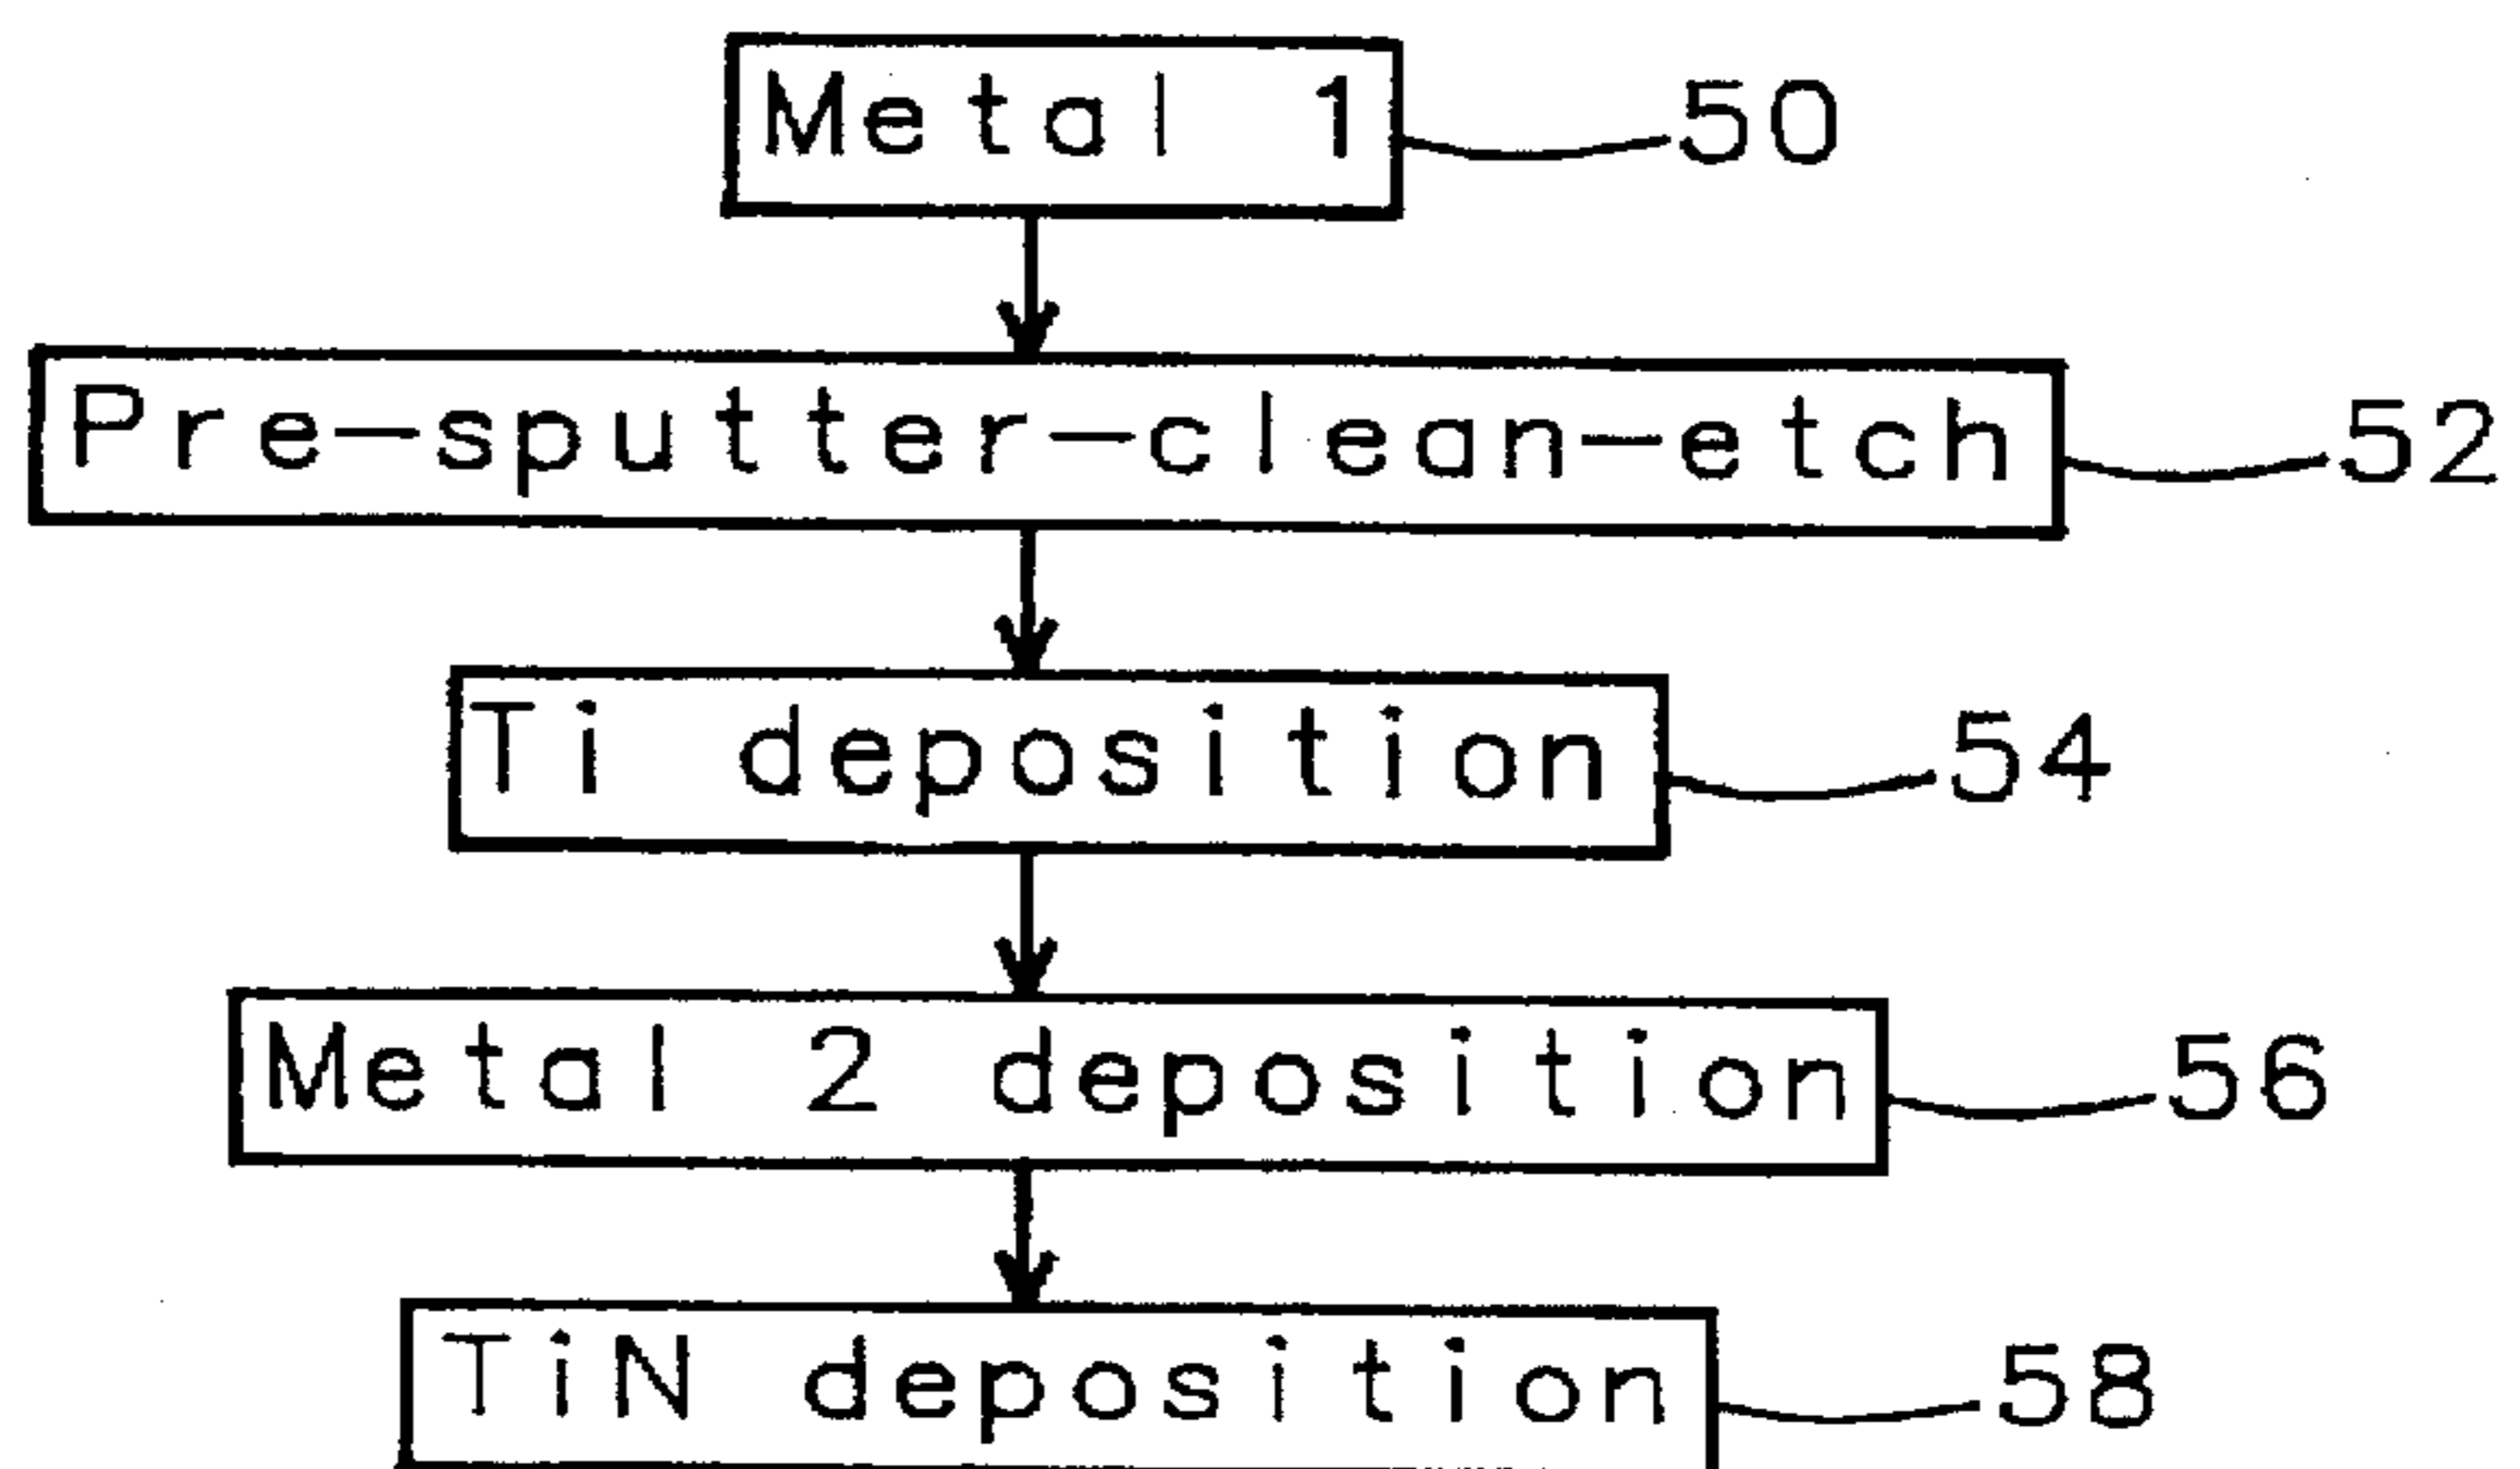 Metal 1 50
Pre-sputter-clean-etch 52
Ti deposition 54
Metal 2 deposition 56
TiN deposition 58